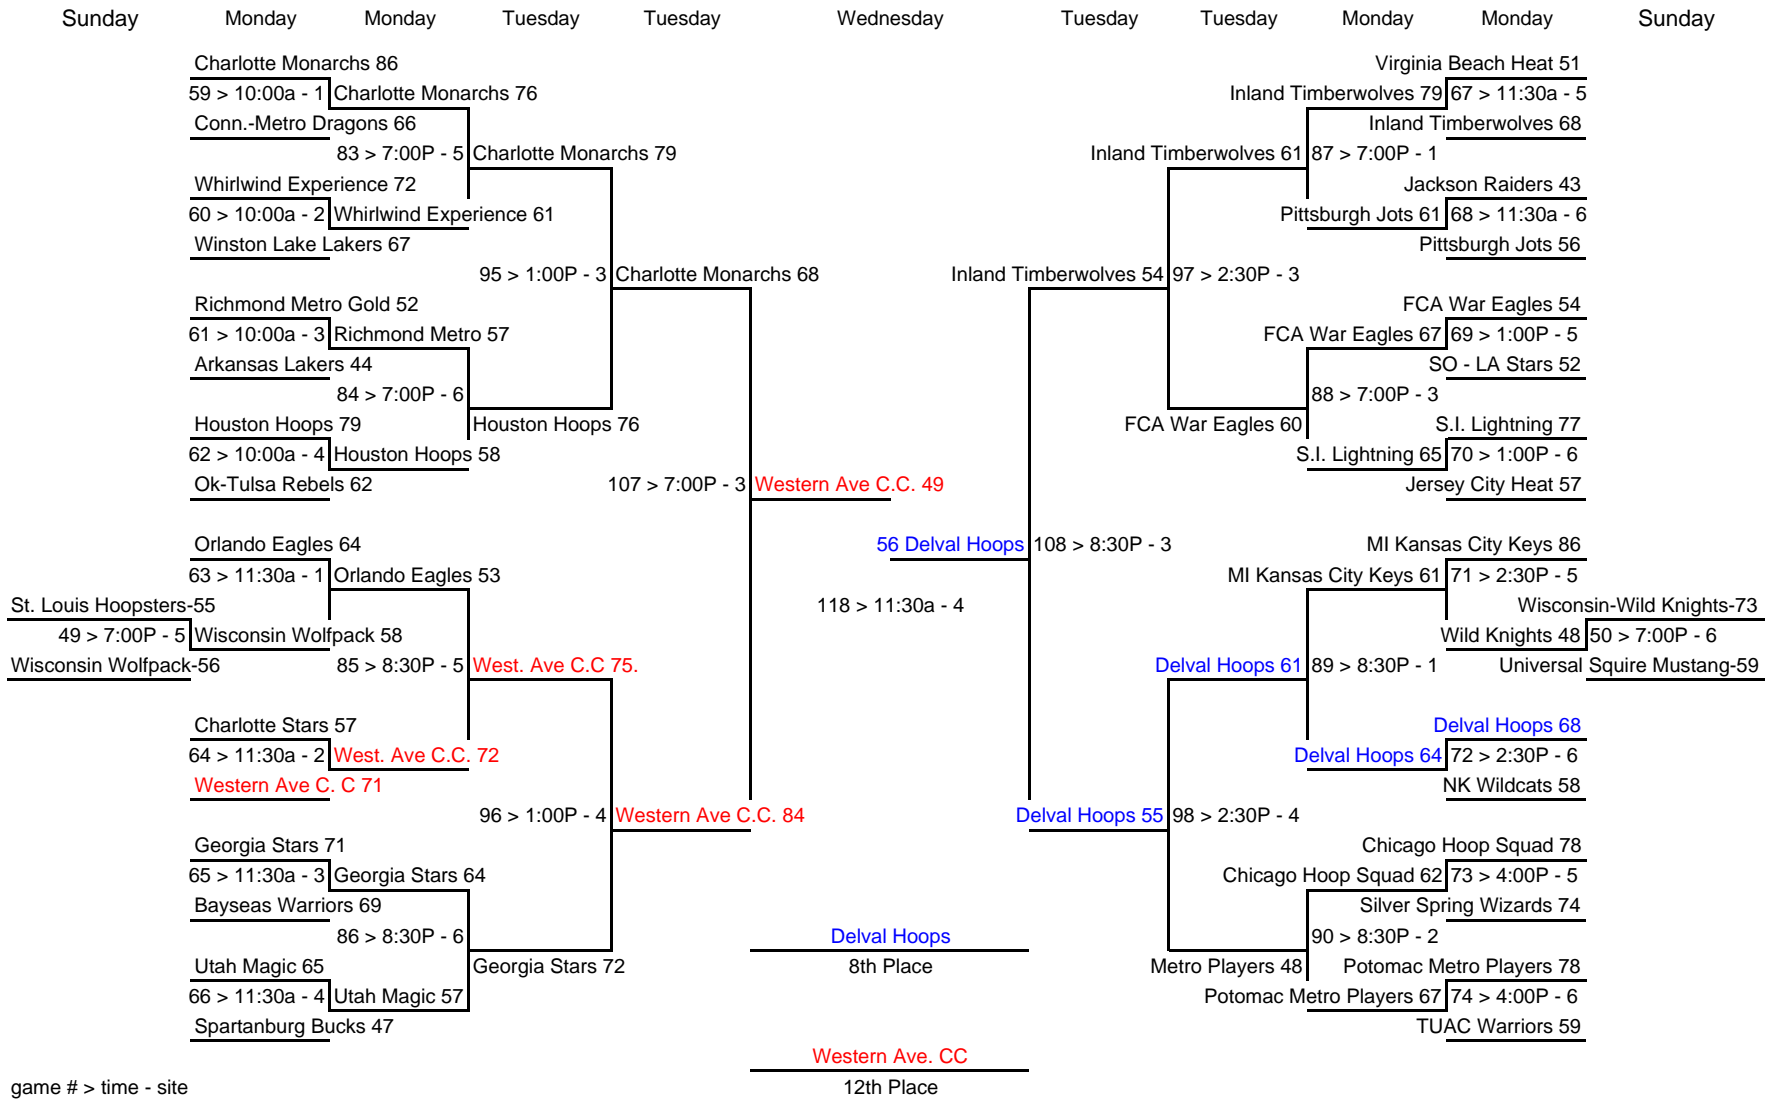 Sunday Monday Monday Tuesday Tuesday Wednesday Tuesday Tuesday Monday Monday Sunday
Charlotte Monarchs 86 Virginia Beach Heat 51
59 > 10:00a - 1 Charlotte Monarchs 76 Inland Timberwolves 79 67 > 11:30a - 5
Conn.-Metro Dragons 66 Inland Timberwolves 68
83 > 7:00P - 5 Charlotte Monarchs 79 Inland Timberwolves 61 87 > 7:00P - 1
Whirlwind Experience 72 Jackson Raiders 43
60 > 10:00a - 2 Whirlwind Experience 61 Pittsburgh Jots 61 68 > 11:30a - 6
Winston Lake Lakers 67 Pittsburgh Jots 56
95 > 1:00P - 3 Charlotte Monarchs 68 Inland Timberwolves 54 97 > 2:30P - 3
Richmond Metro Gold 52 FCA War Eagles 54
61 > 10:00a - 3 Richmond Metro 57 FCA War Eagles 67 69 > 1:00P - 5
Arkansas Lakers 44 SO - LA Stars 52
84 > 7:00P - 6 88 > 7:00P - 3
Houston Hoops 79 Houston Hoops 76 FCA War Eagles 60 S.I. Lightning 77
62 > 10:00a - 4 Houston Hoops 58 S.I. Lightning 65 70 > 1:00P - 6
Ok-Tulsa Rebels 62 107 > 7:00P - 3 Western Ave C.C. 49 Jersey City Heat 57
Orlando Eagles 64 56 Delval Hoops 108 > 8:30P - 3 MI Kansas City Keys 86
63 > 11:30a - 1 Orlando Eagles 53 MI Kansas City Keys 61 71 > 2:30P - 5
St. Louis Hoopsters-55 118 > 11:30a - 4 Wisconsin-Wild Knights-73
49 > 7:00P - 5 Wisconsin Wolfpack 58 Wild Knights 48 50 > 7:00P - 6
Wisconsin Wolfpack-56 85 > 8:30P - 5 West. Ave C.C 75. Delval Hoops 61 89 > 8:30P - 1 Universal Squire Mustang-59
Charlotte Stars 57 Delval Hoops 68
64 > 11:30a - 2 West. Ave C.C. 72 Delval Hoops 64 72 > 2:30P - 6
Western Ave C. C 71 NK Wildcats 58
96 > 1:00P - 4 Western Ave C.C. 84 Delval Hoops 55 98 > 2:30P - 4
Georgia Stars 71 Chicago Hoop Squad 78
65 > 11:30a - 3 Georgia Stars 64 Chicago Hoop Squad 62 73 > 4:00P - 5
Bayseas Warriors 69 Silver Spring Wizards 74
86 > 8:30P - 6 Delval Hoops 90 > 8:30P - 2
Utah Magic 65 Georgia Stars 72 8th Place Metro Players 48 Potomac Metro Players 78
66 > 11:30a - 4 Utah Magic 57 Potomac Metro Players 67 74 > 4:00P - 6
Spartanburg Bucks 47 TUAC Warriors 59
Western Ave. CC
game # > time - site 12th Place